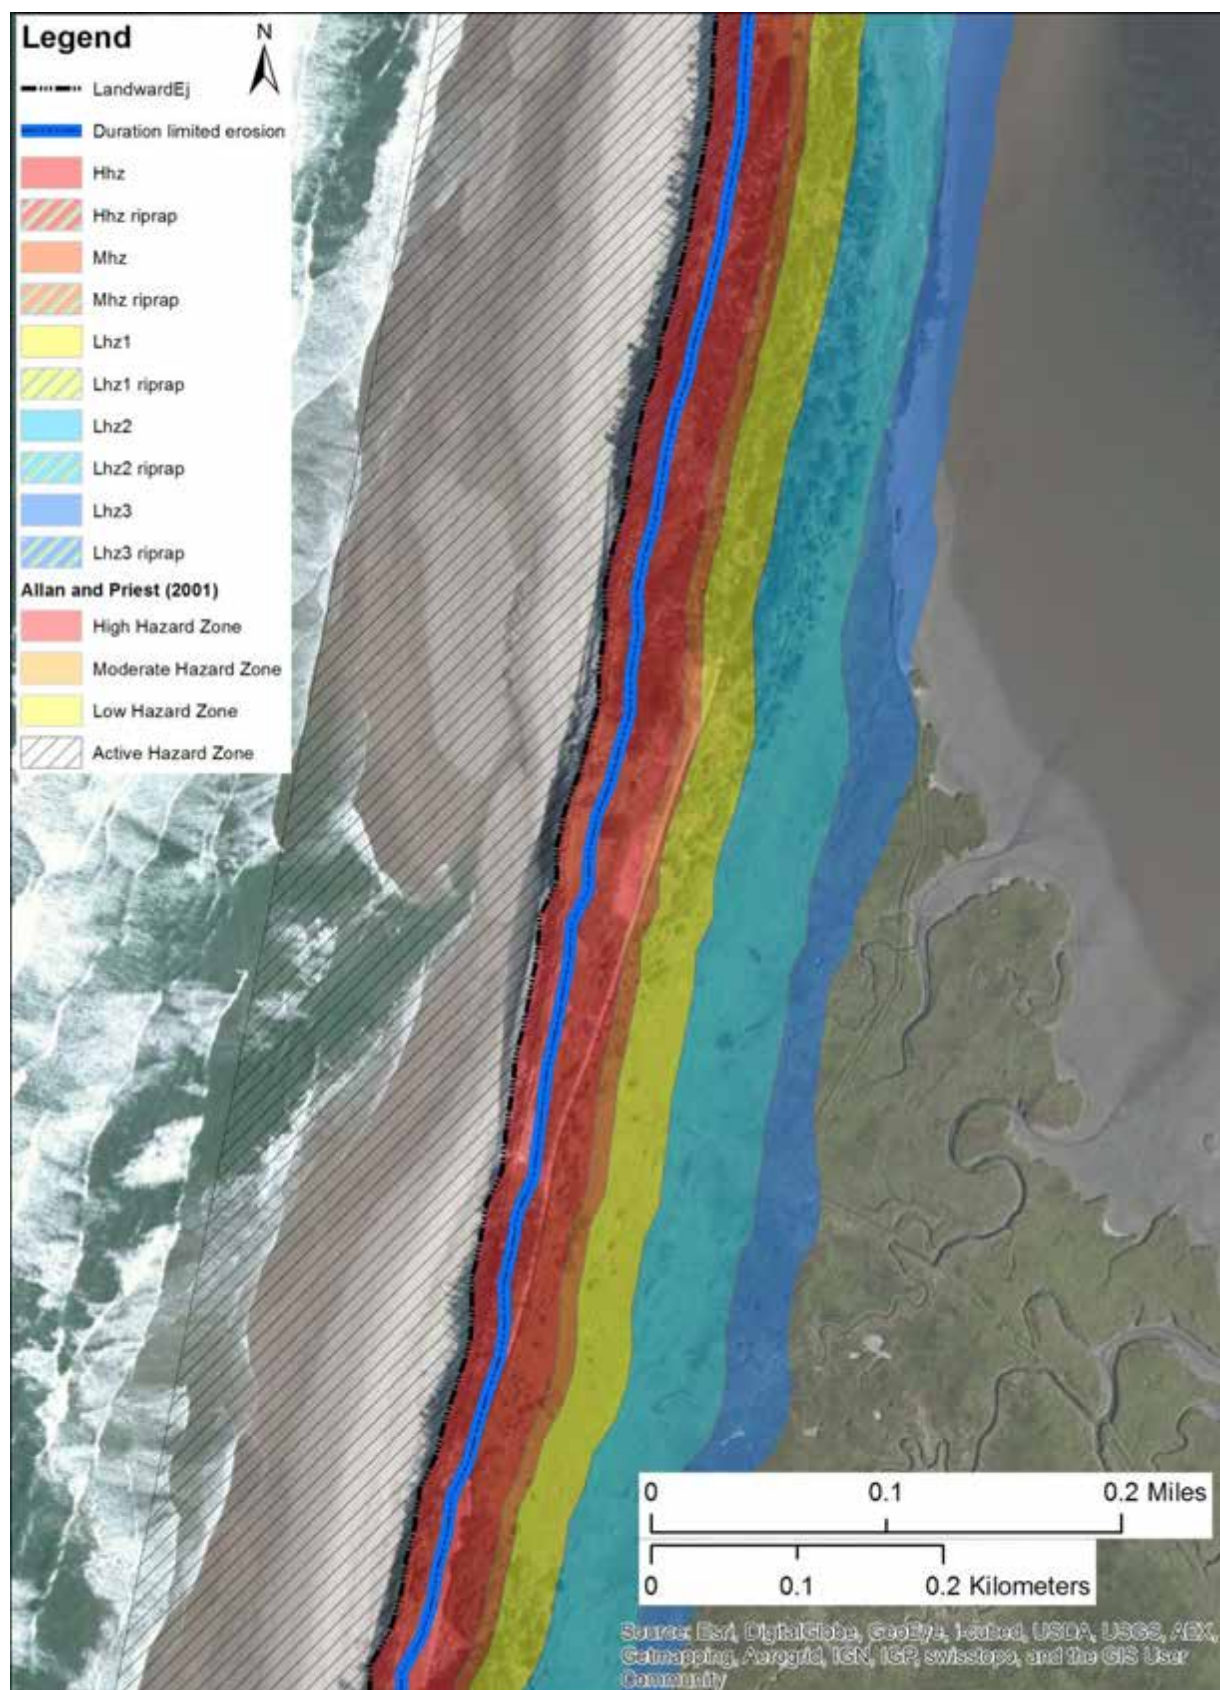 Legend
N
LandwardEj
Duration limited erosion
Hhz
Hhz riprap
Mhz
Mhz riprap
Lhz1
Lhz1 riprap
Lhz2
Lhz2 riprap
Lhz3
Lhz3 riprap
Allan and Priest (2001)
High Hazard Zone
Moderate Hazard Zone
Low Hazard Zone
Active Hazard Zone
0 0.1 0.2 Miles
0 0.1 0.2 Kilometers
Source: Esri, DigitalGlobe, GeoEye, i-cubed, USDA, USGS, AEX,
Getmapping, Aerogrid, IGN, IGP, swisstopo, and the GIS User
Community